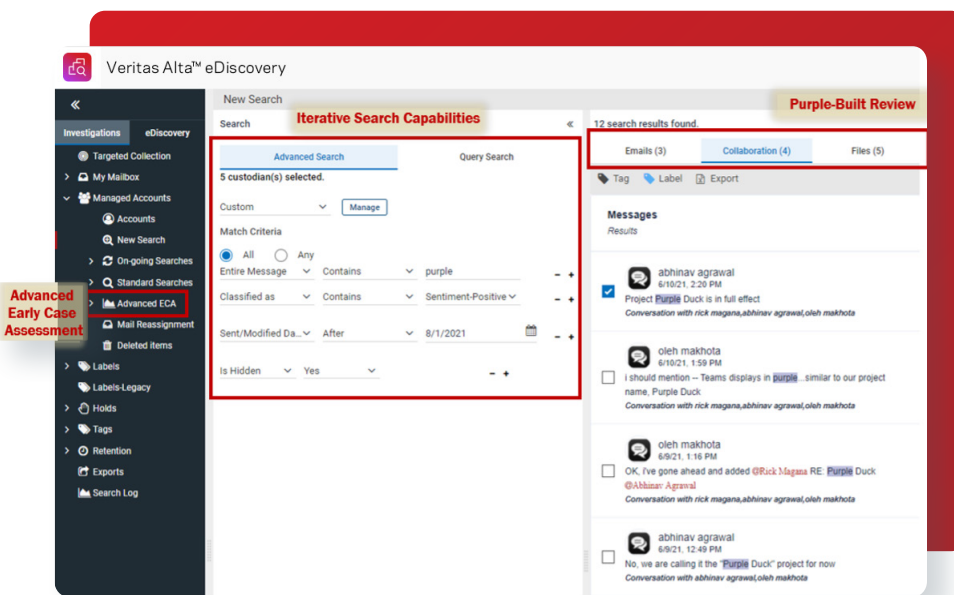 Veritas Alta™ eDiscovery
New Search
Purple-Built Review
Iterative Search Capabilities
Advanced
Early Case
Assessment
Investigations eDiscovery
Targeted Collection
My Mailbox
Managed Accounts
Accounts
New Search
On-going Searches
Standard Searches
Advanced ECA
Mail Reassignment
Deleted items
Labels
Labels-Legacy
Holds
Tags
Retention
Exports
Search Log
Search
Advanced Search Query Search
5 custodian(s) selected.
Custom Manage
Match Criteria
All Any
Entire Message Contains purple - +
Classified as Contains Sentiment-Positive - +
Sent/Modified Da... After 8/1/2021 - +
Is Hidden Yes - +
12 search results found.
Emails (3) Collaboration (4) Files (5)
Tag Label Export
Messages
Results
abhinav agrawal
6/10/21, 2:20 PM
Project Purple Duck is in full effect
Conversation with rick magana,abhinav agrawal,oleh makhota
oleh makhota
6/10/21, 1:59 PM
i should mention -- Teams displays in purple...similar to our project
name, Purple Duck
Conversation with rick magana,abhinav agrawal,oleh makhota
oleh makhota
6/9/21, 1:16 PM
OK, I've gone ahead and added @Rick Magana RE: Purple Duck
@Abhinav Agrawal
Conversation with rick magana,abhinav agrawal,oleh makhota
abhinav agrawal
6/9/21, 12:49 PM
No, we are calling it the "Purple Duck" project for now
Conversation with abhinav agrawal,oleh makhota